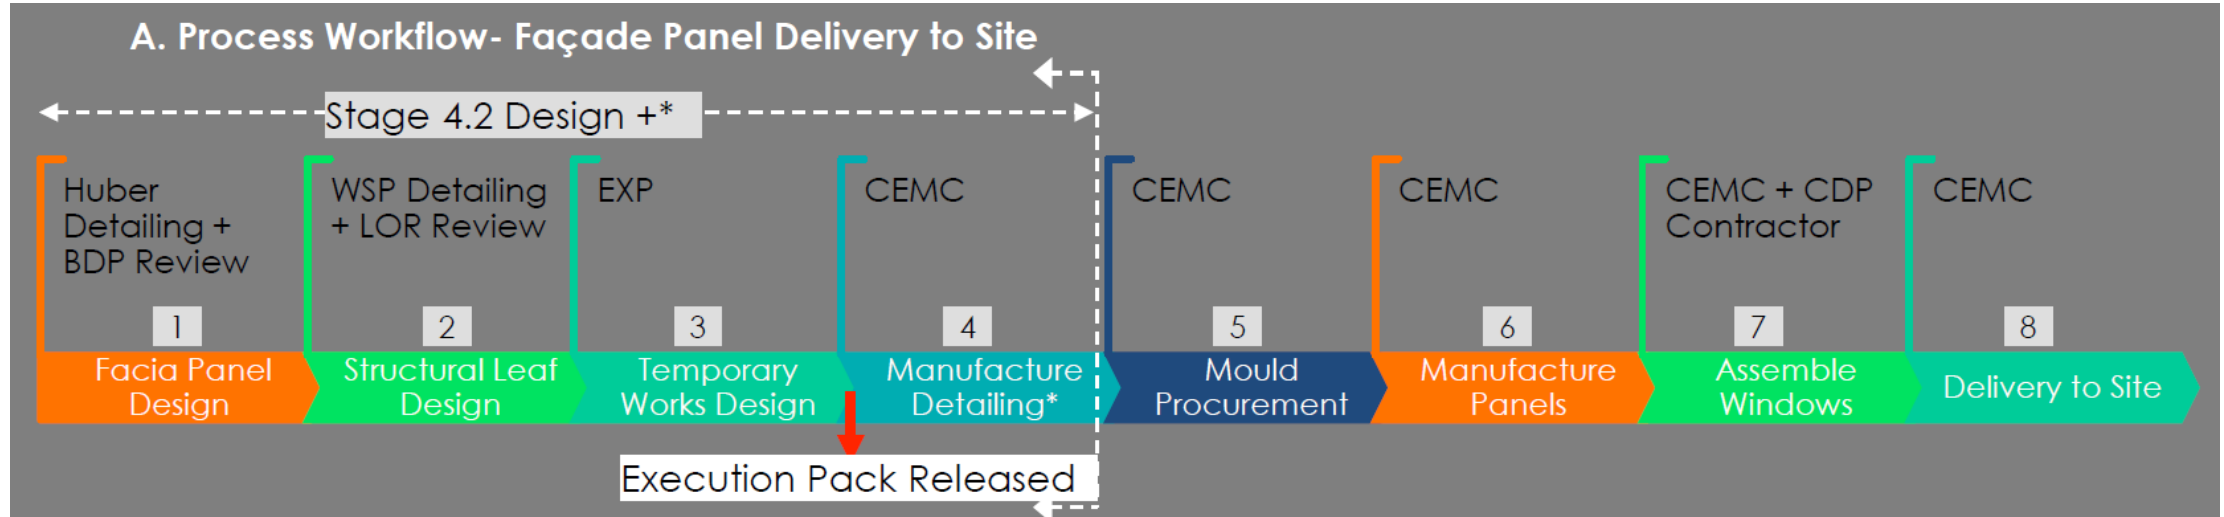 A. Process Workflow- Façade Panel Delivery to Site
Stage 4.2 Design +*
Huber
Detailing +
BDP Review
WSP Detailing
+ LOR Review
EXP
CEMC
CEMC
CEMC
CEMC + CDP
Contractor
CEMC
1
2
3
4
5
6
7
8
Facia Panel
Design
Structural Leaf
Design
Temporary
Works Design
Manufacture
Detailing*
Mould
Procurement
Manufacture
Panels
Assemble
Windows
Delivery to Site
Execution Pack Released